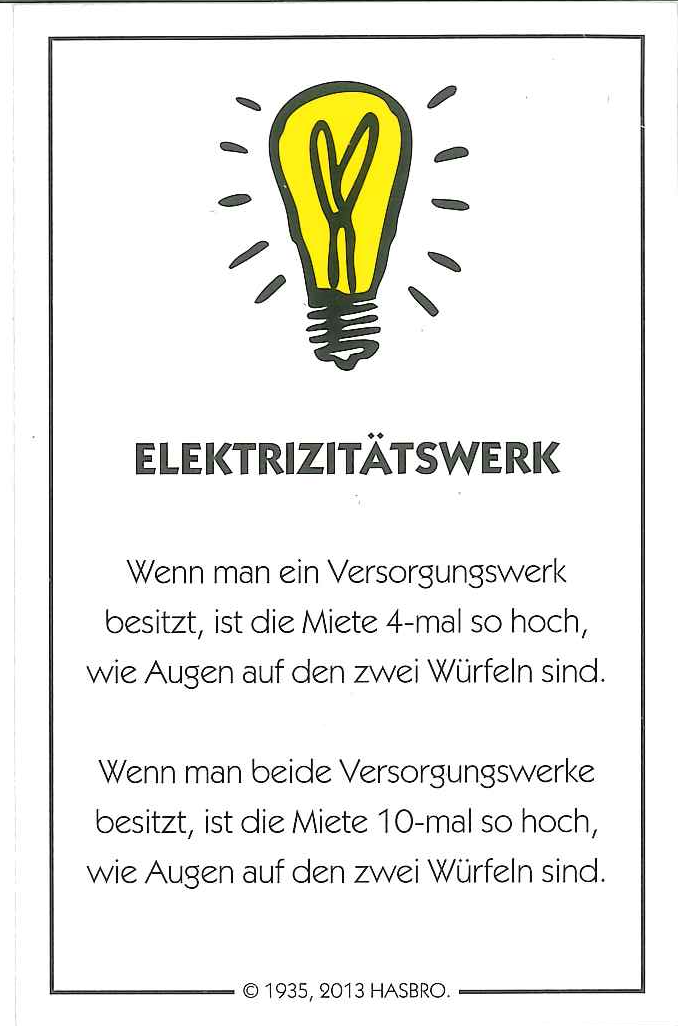 ELEKTRIZITÄTSWERK
Wenn man ein Versorgungswerk
besitzt, ist die Miete 4-mal so hoch,
wie Augen auf den zwei Würfeln sind.
Wenn man beide Versorgungswerke
besitzt, ist die Miete 10-mal so hoch,
wie Augen auf den zwei Würfeln sind.
© 1935, 2013 HASBRO.